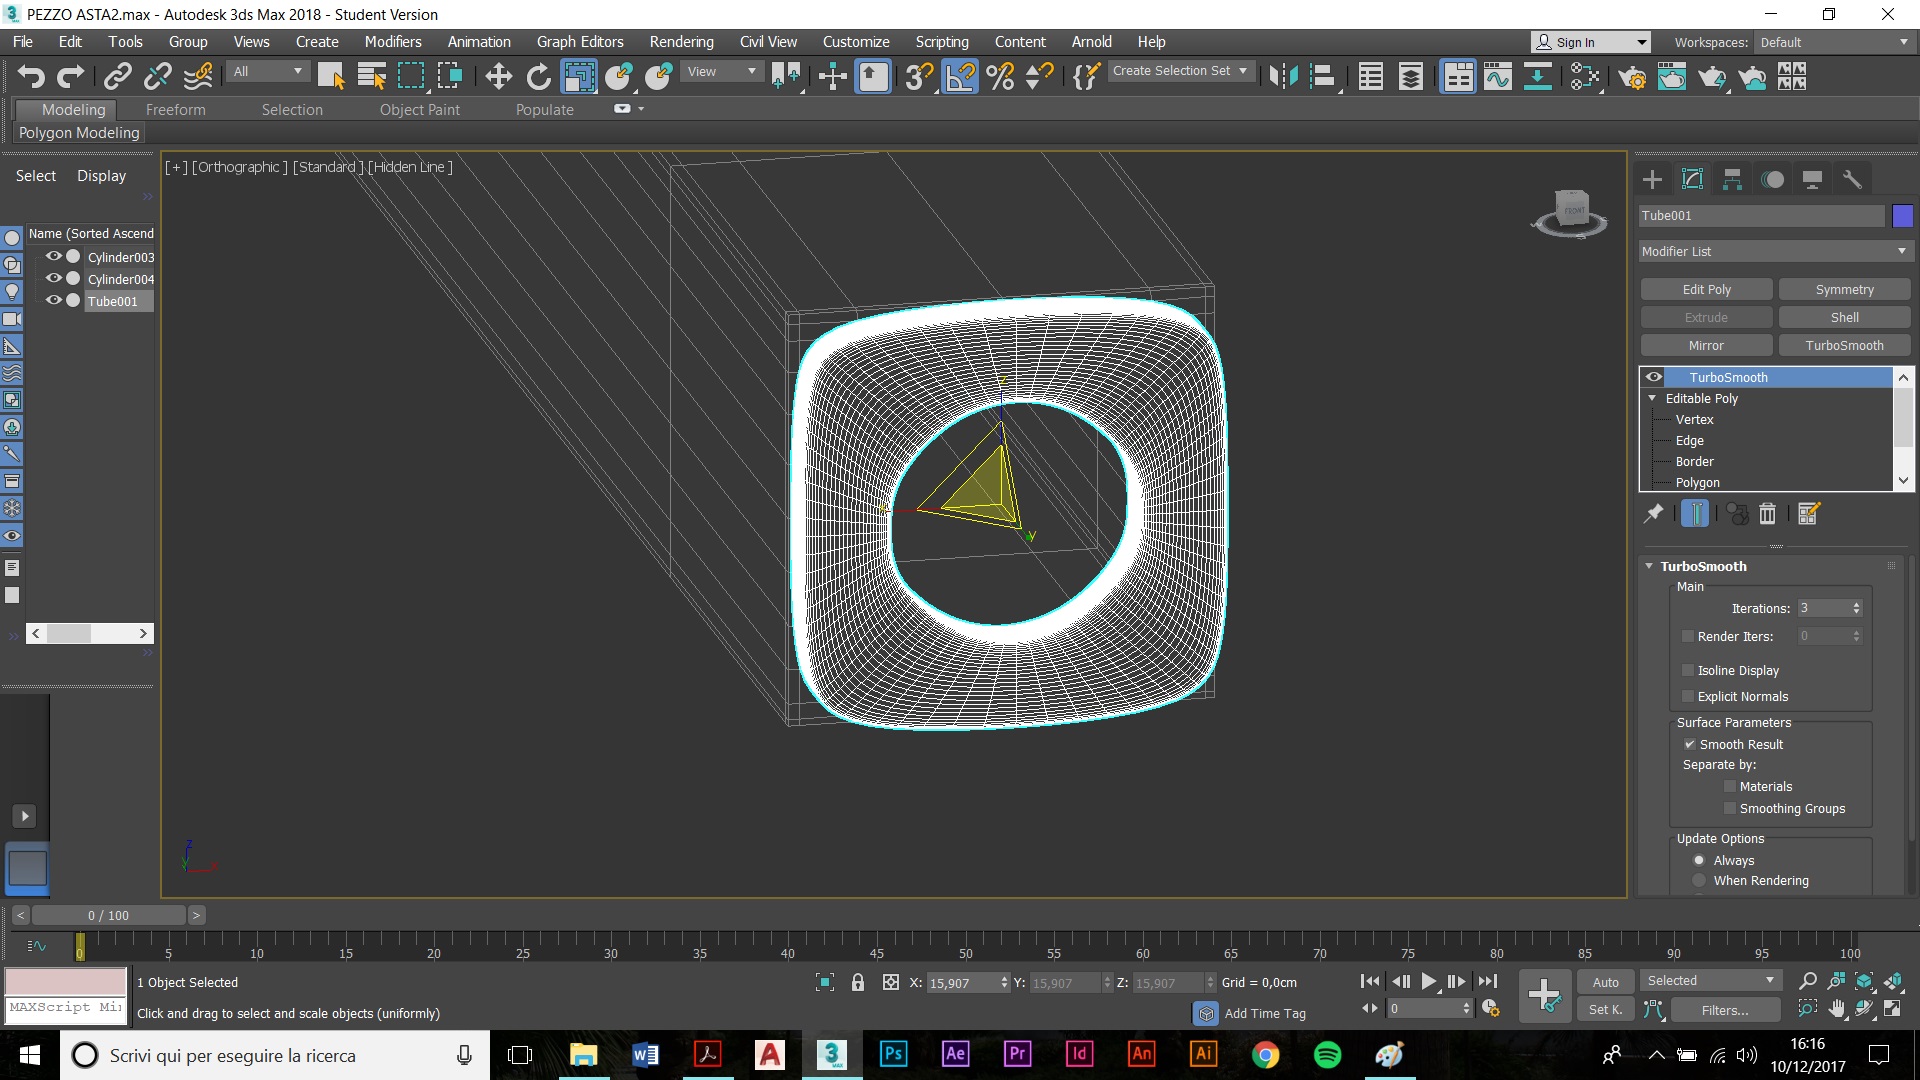 PEZZO ASTA2.max - Autodesk 3ds Max 2018 - Student Version
File Edit Tools Group Views Create Modifiers Animation Graph Editors Rendering Civil View Customize Scripting Content Arnold Help
Sign In
Workspaces: Default
All
View
Create Selection Set
Modeling Freeform Selection Object Paint Populate
Polygon Modeling
[+] [Orthographic ] [Standard ] [Hidden Line ]
Select Display
Name (Sorted Ascend
Cylinder003
Cylinder004
Tube001
FRONT
z
y
Tube001
Modifier List
Edit Poly Symmetry
Extrude Shell
Mirror TurboSmooth
TurboSmooth
Editable Poly
Vertex
Edge
Border
Polygon
TurboSmooth
Main
Iterations: 3
Render Iters: 0
Isoline Display
Explicit Normals
Surface Parameters
Smooth Result
Separate by:
Materials
Smoothing Groups
Update Options
Always
When Rendering
0 / 100
0 5 10 15 20 25 30 35 40 45 50 55 60 65 70 75 80 85 90 95 100
1 Object Selected
X: 15,907 Y: 15,907 Z: 15,907 Grid = 0,0cm
Auto Selected
MAXScript Mi
Click and drag to select and scale objects (uniformly)
Add Time Tag
0
Set K. Filters...
Scrivi qui per eseguire la ricerca
Ps Ae Pr Id An Ai
16:16
10/12/2017